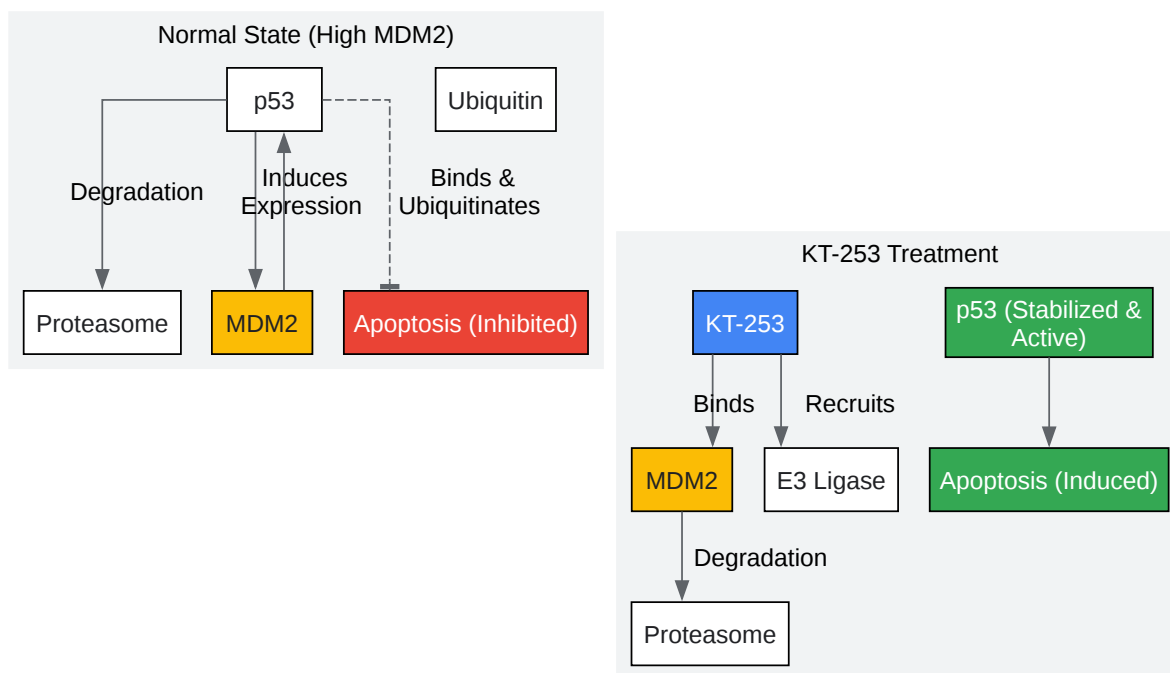 Normal State (High MDM2)
p53
Ubiquitin
Degradation
Induces
Expression
Binds &
Ubiquitinates
Proteasome
MDM2
Apoptosis (Inhibited)
KT-253 Treatment
KT-253
p53 (Stabilized &
Active)
Binds
Recruits
MDM2
E3 Ligase
Apoptosis (Induced)
Degradation
Proteasome